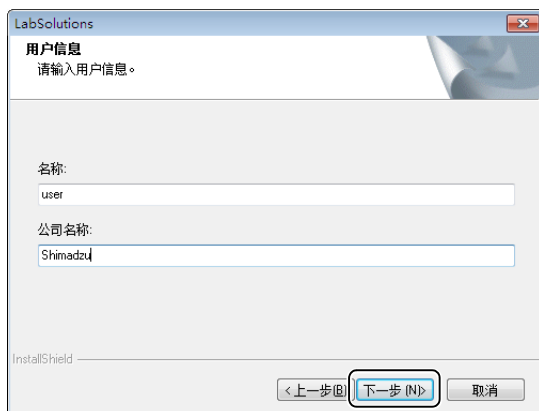 LabSolutions
用户信息
请输入用户信息。
名称:
user
公司名称:
Shimadzu
InstallShield
<上一步(B) 下一步(N)> 取消